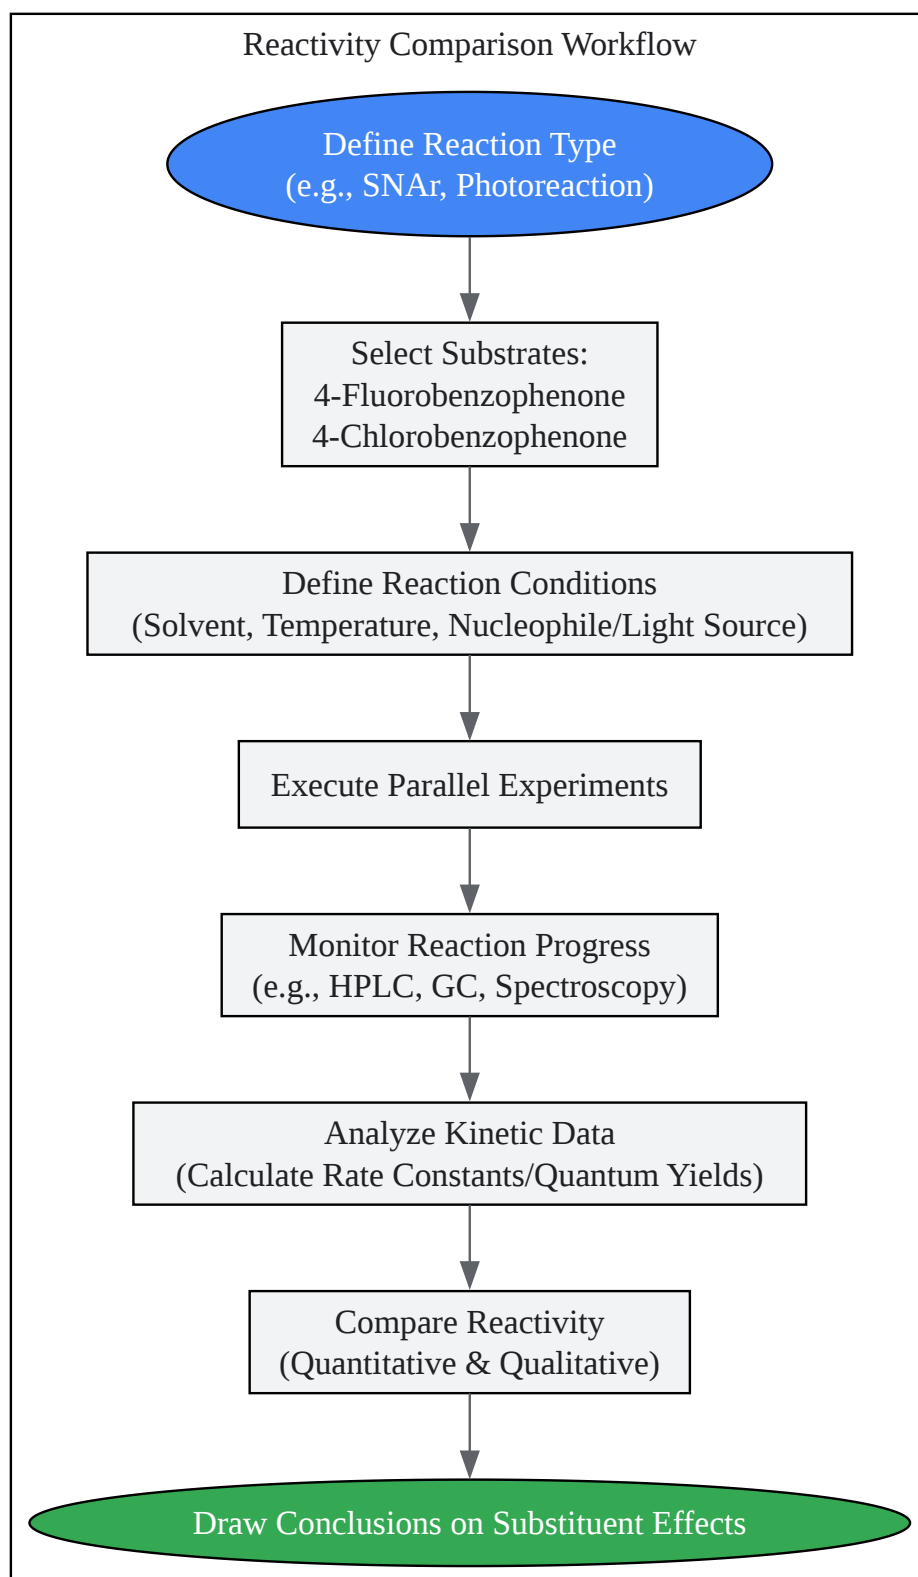 Reactivity Comparison Workflow
Define Reaction Type
(e.g., SNAr, Photoreaction)
Select Substrates:
4-Fluorobenzophenone
4-Chlorobenzophenone
Define Reaction Conditions
(Solvent, Temperature, Nucleophile/Light Source)
Execute Parallel Experiments
Monitor Reaction Progress
(e.g., HPLC, GC, Spectroscopy)
Analyze Kinetic Data
(Calculate Rate Constants/Quantum Yields)
Compare Reactivity
(Quantitative & Qualitative)
Draw Conclusions on Substituent Effects